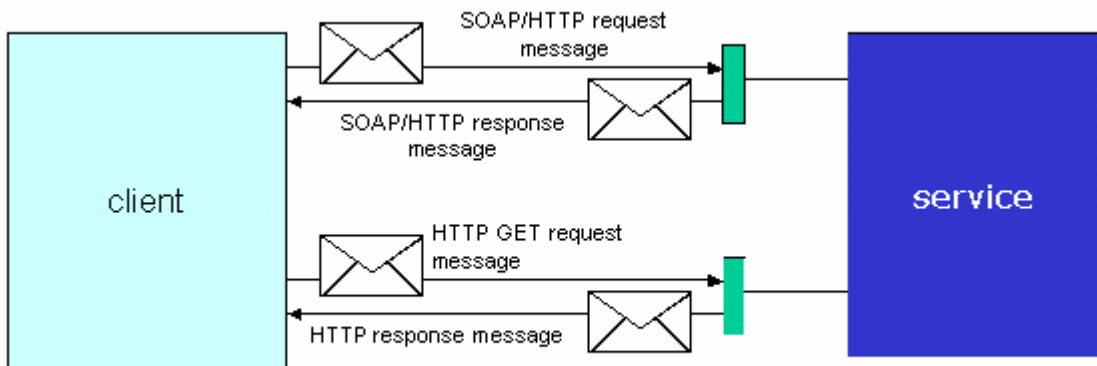 SOAP/HTTP request
message
SOAP/HTTP response
message
client
service
HTTP GET request
message
HTTP response message